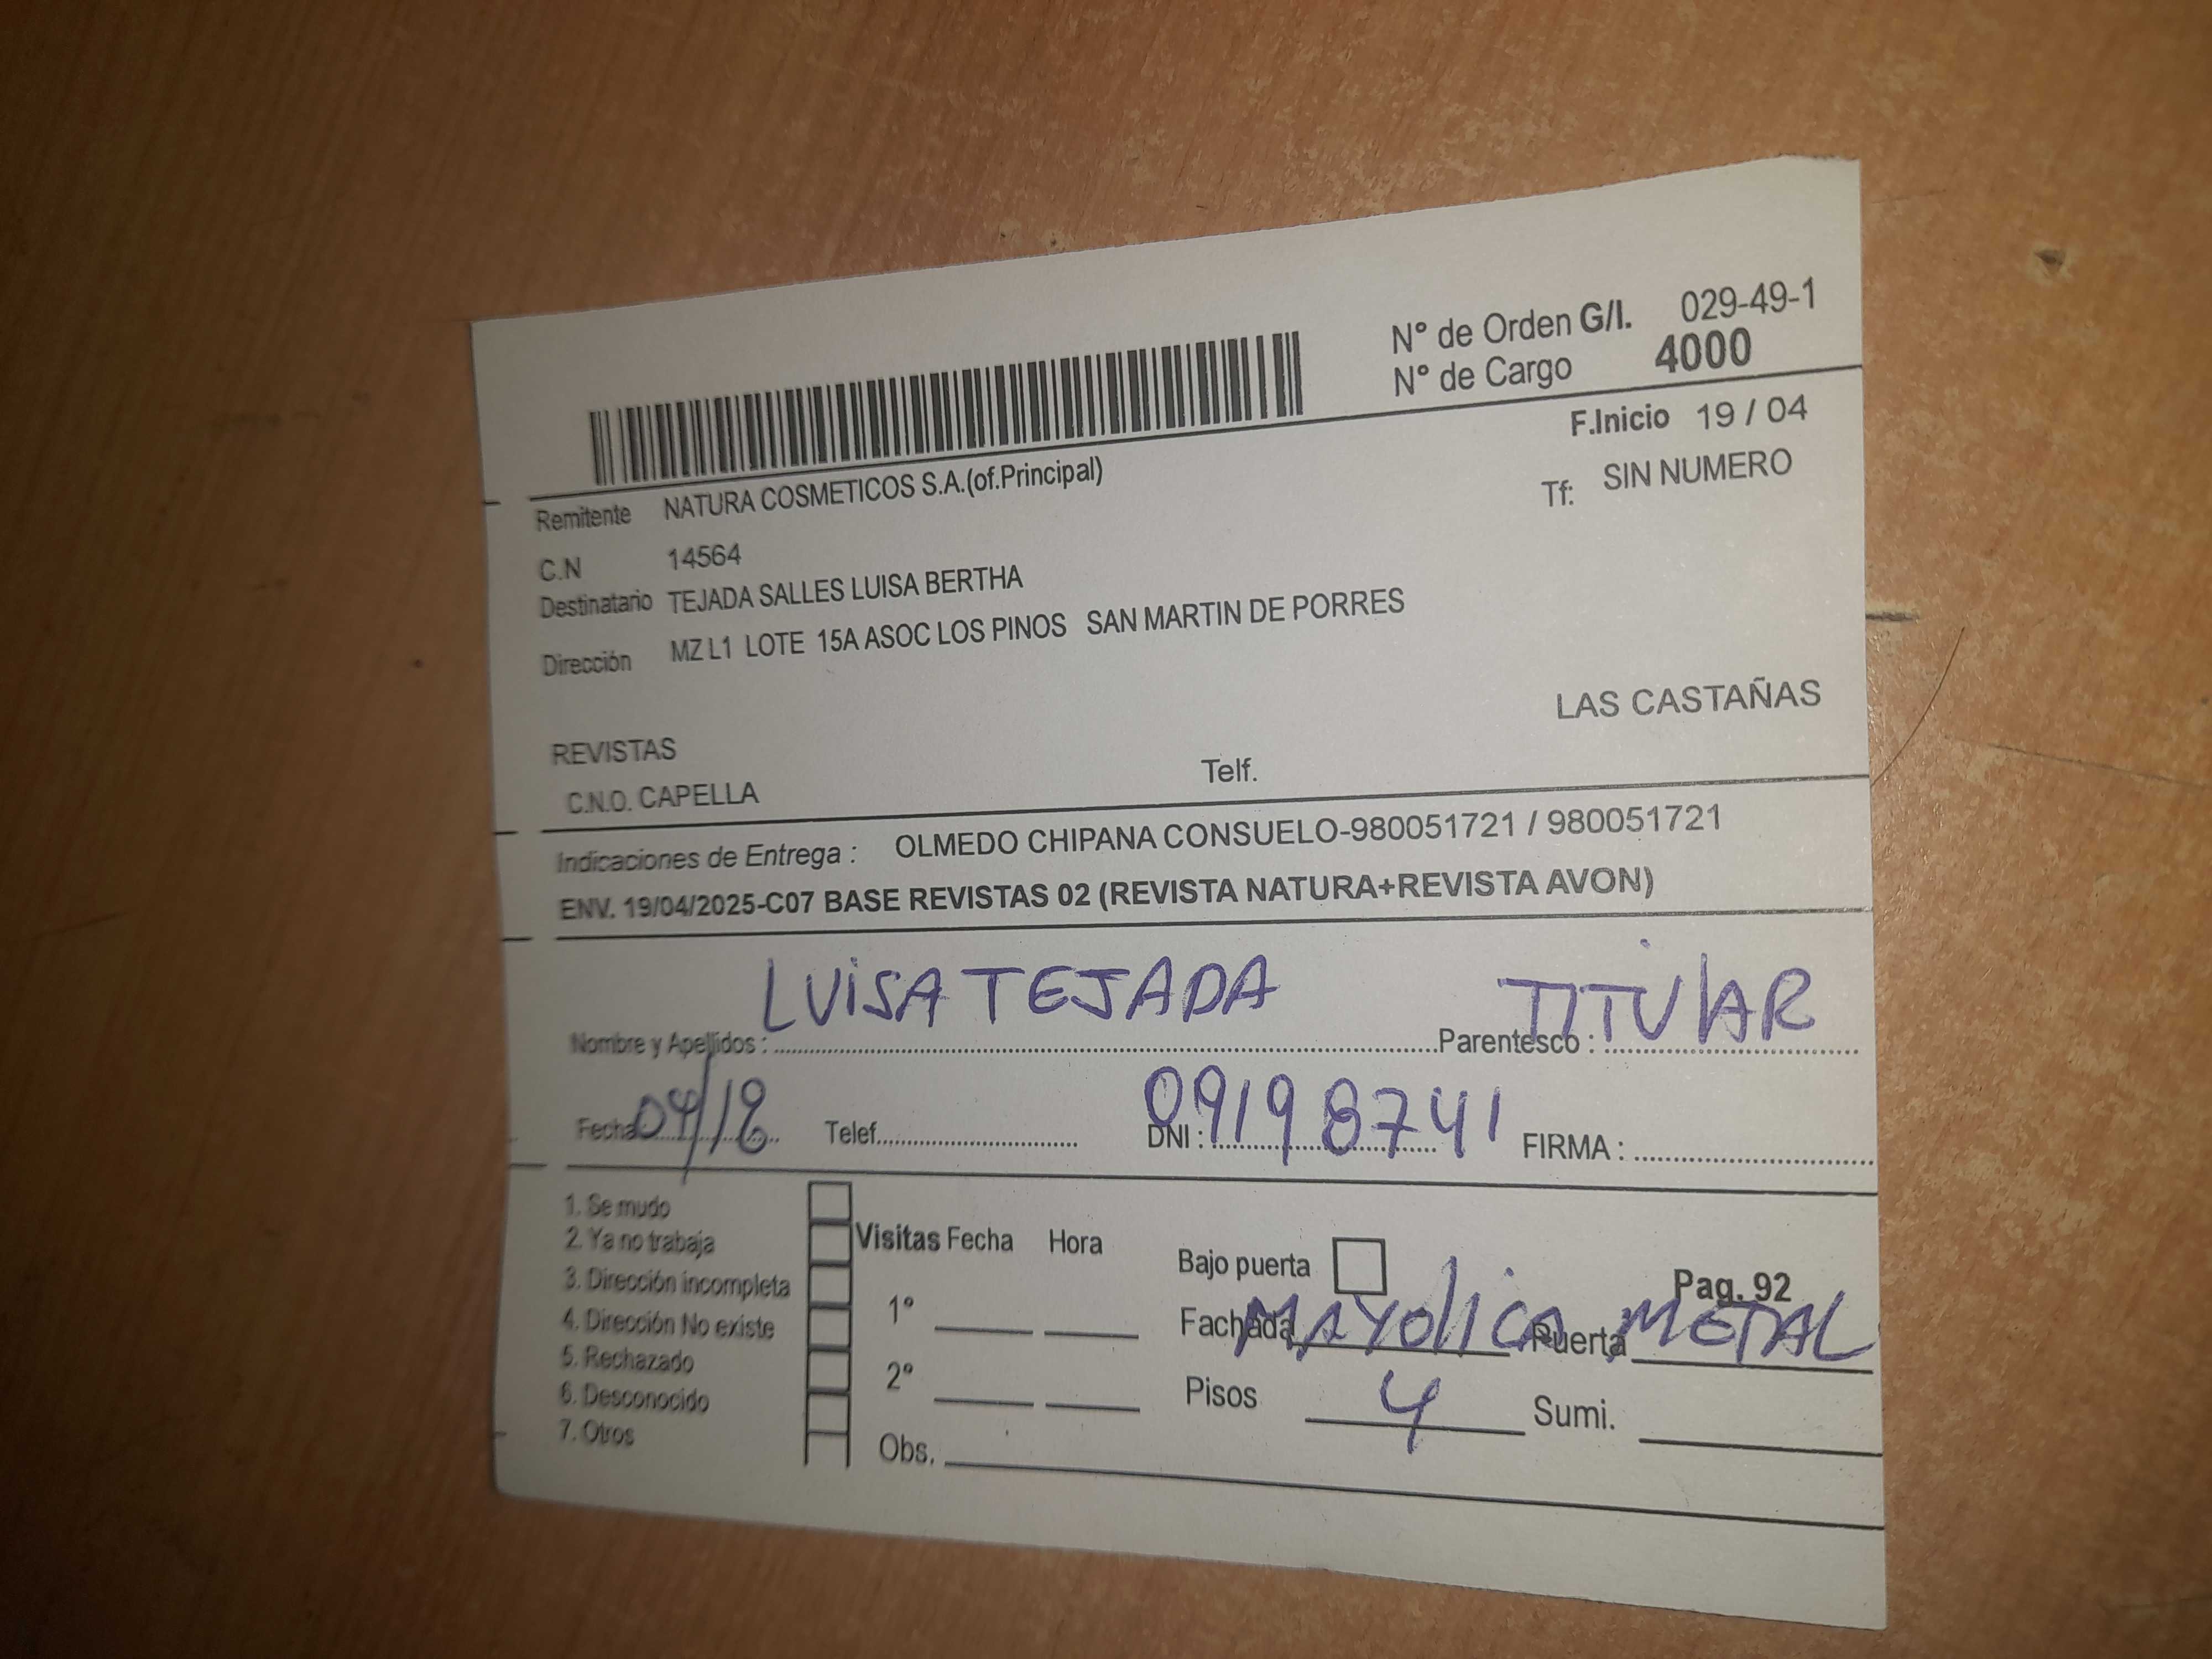 N° de Orden G/I. 029-49-1
N° de Cargo 4000
F.Inicio 19 / 04
Remitente NATURA COSMETICOS S.A.(of.Principal)
Tf: SIN NUMERO
C.N 14564
Destinatario TEJADA SALLES LUISA BERTHA
Dirección MZ L1 LOTE 15A ASOC LOS PINOS SAN MARTIN DE PORRES
LAS CASTAÑAS
REVISTAS
C.N.O. CAPELLA Telf.
Indicaciones de Entrega : OLMEDO CHIPANA CONSUELO-980051721 / 980051721
ENV. 19/04/2025-C07 BASE REVISTAS 02 (REVISTA NATURA+REVISTA AVON)
Nombre y Apellidos : LUiSA TEJADA Parentesco : TITULAR
Fecha Telef. DNI : 09198741 FIRMA :
1. Se mudo
2. Ya no trabaja
3. Dirección incompleta
4. Dirección No existe
5. Rechazado
6. Desconocido
7. Otros
Visitas Fecha Hora
1°
2°
Obs.
Bajo puerta
Pag. 92
Fachada MAYOLICA Puerta METAL
Pisos 4 Sumi.